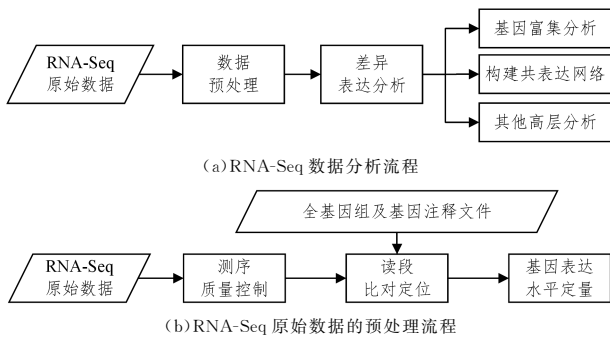 基因富集分析
RNA-Seq
原始数据
数据
预处理
差异
表达分析
构建共表达网络
其他高层分析
(a)RNA-Seq 数据分析流程
全基因组及基因注释文件
RNA-Seq
原始数据
测序
质量控制
读段
比对定位
基因表达
水平定量
(b)RNA-Seq 原始数据的预处理流程